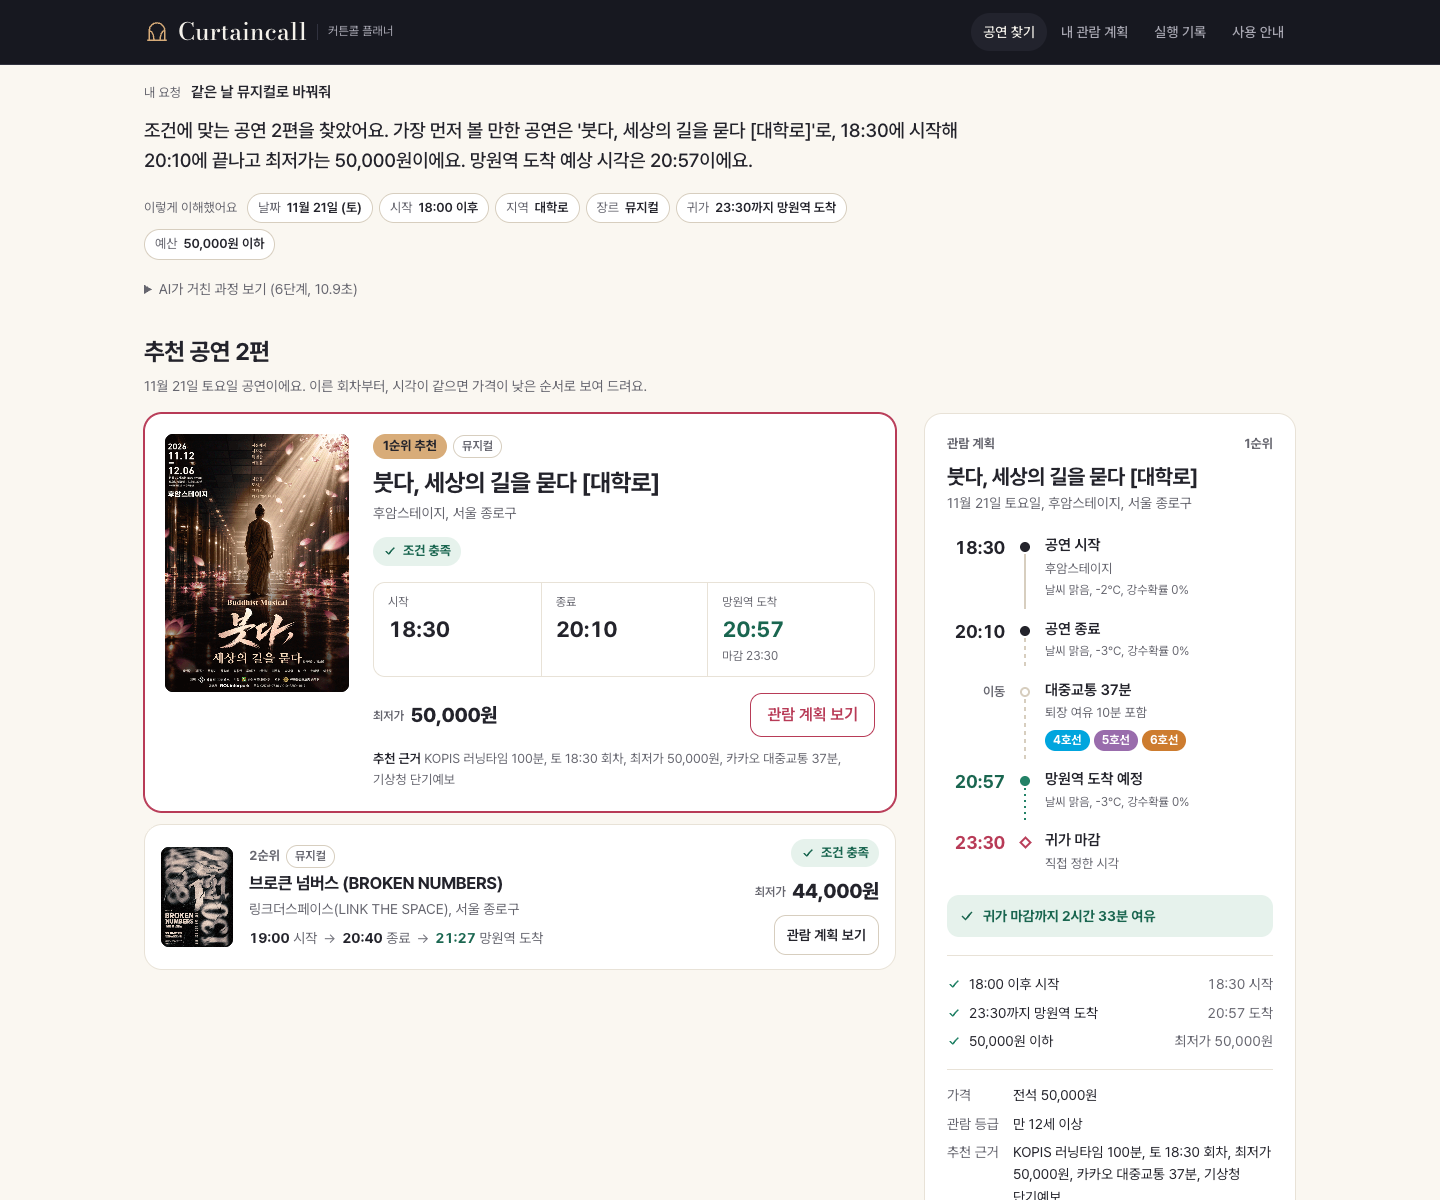 Curtaincall
커튼콜 플래너
공연 찾기
내 관람 계획
실행 기록
사용 안내
내 요청 같은 날 뮤지컬로 바꿔줘
조건에 맞는 공연 2편을 찾았어요. 가장 먼저 볼 만한 공연은 '붓다, 세상의 길을 묻다 [대학로]'로, 18:30에 시작해
20:10에 끝나고 최저가는 50,000원이에요. 망원역 도착 예상 시각은 20:57이에요.
이렇게 이해했어요 날짜 11월 21일 (토) 시작 18:00 이후 지역 대학로 장르 뮤지컬 귀가 23:30까지 망원역 도착
예산 50,000원 이하
▶ AI가 거친 과정 보기 (6단계, 10.9초)
추천 공연 2편
11월 21일 토요일 공연이에요. 이른 회차부터, 시각이 같으면 가격이 낮은 순서로 보여 드려요.
2026
11.12
12.06
후암스테이지
Buddhist Musical
붓다,
세상의 길을 묻다
1순위 추천 뮤지컬
붓다, 세상의 길을 묻다 [대학로]
후암스테이지, 서울 종로구
조건 충족
시작
18:30
종료
20:10
망원역 도착
20:57
마감 23:30
최저가 50,000원
관람 계획 보기
추천 근거 KOPIS 러닝타임 100분, 토 18:30 회차, 최저가 50,000원, 카카오 대중교통 37분,
기상청 단기예보
BROKEN
NUMBERS
2순위 뮤지컬
브로큰 넘버스 (BROKEN NUMBERS)
링크더스페이스(LINK THE SPACE), 서울 종로구
19:00 시작 → 20:40 종료 → 21:27 망원역 도착
조건 충족
최저가 44,000원
관람 계획 보기
관람 계획 1순위
붓다, 세상의 길을 묻다 [대학로]
11월 21일 토요일, 후암스테이지, 서울 종로구
18:30 공연 시작
후암스테이지
날씨 맑음, -2°C, 강수확률 0%
20:10 공연 종료
날씨 맑음, -3°C, 강수확률 0%
이동 대중교통 37분
퇴장 여유 10분 포함
4호선 5호선 6호선
20:57 망원역 도착 예정
날씨 맑음, -3°C, 강수확률 0%
23:30 귀가 마감
직접 정한 시각
귀가 마감까지 2시간 33분 여유
18:00 이후 시작 18:30 시작
23:30까지 망원역 도착 20:57 도착
50,000원 이하 최저가 50,000원
가격 전석 50,000원
관람 등급 만 12세 이상
추천 근거 KOPIS 러닝타임 100분, 토 18:30 회차, 최저가
50,000원, 카카오 대중교통 37분, 기상청
단기예보